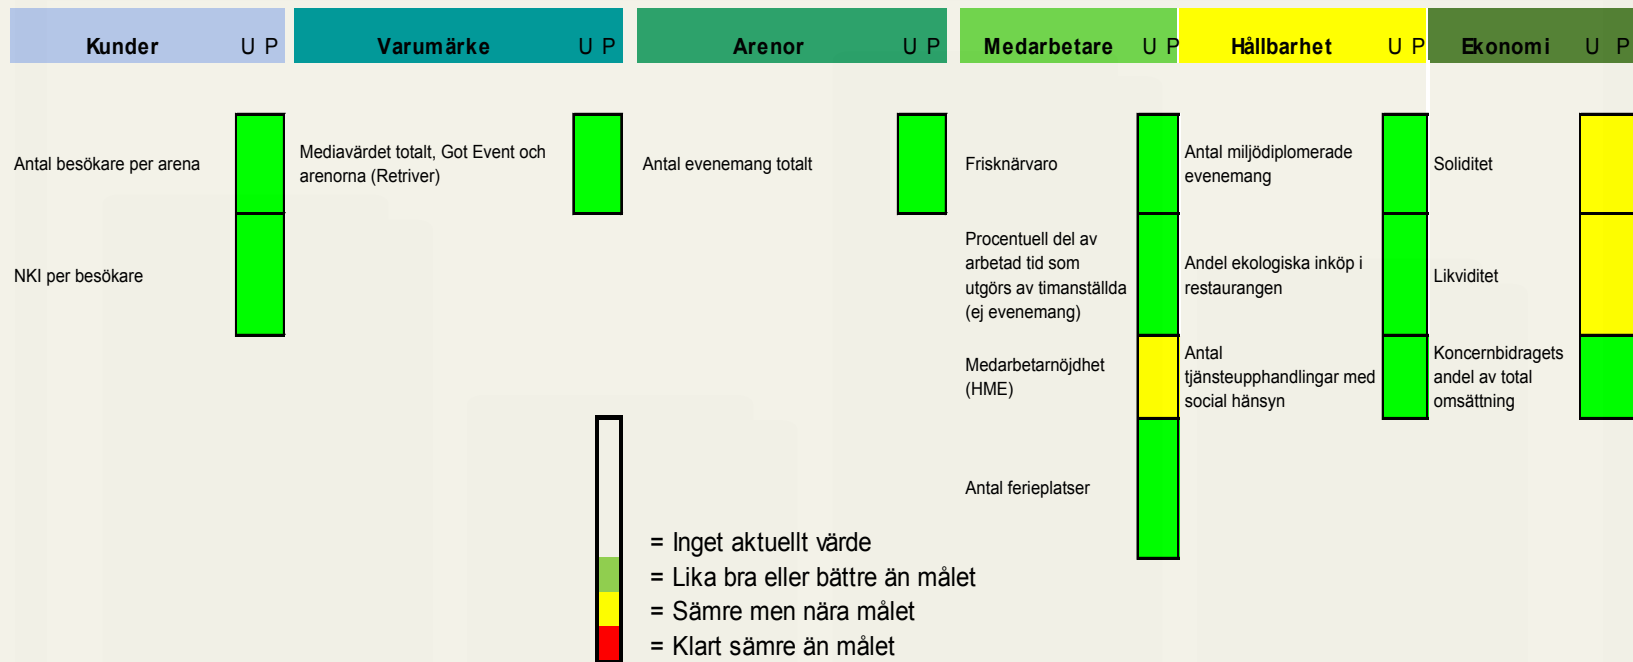 Kunder U P
Varumärke U P
Arenor U P
Medarbetare U P
Hållbarhet U P
Ekonomi U P
Antal besökare per arena
NKI per besökare
Mediavärdet totalt, Got Event och
arenorna (Retriver)
Antal evenemang totalt
Frisknärvaro
Procentuell del av
arbetad tid som
utgörs av timanställda
(ej evenemang)
Medarbetarnöjdhet
(HME)
Antal ferieplatser
Antal miljödiplomerade
evenemang
Andel ekologiska inköp i
restaurangen
Antal
tjänsteupphandlingar med
social hänsyn
Soliditet
Likviditet
Koncernbidragets
andel av total
omsättning
= Inget aktuellt värde
= Lika bra eller bättre än målet
= Sämre men nära målet
= Klart sämre än målet